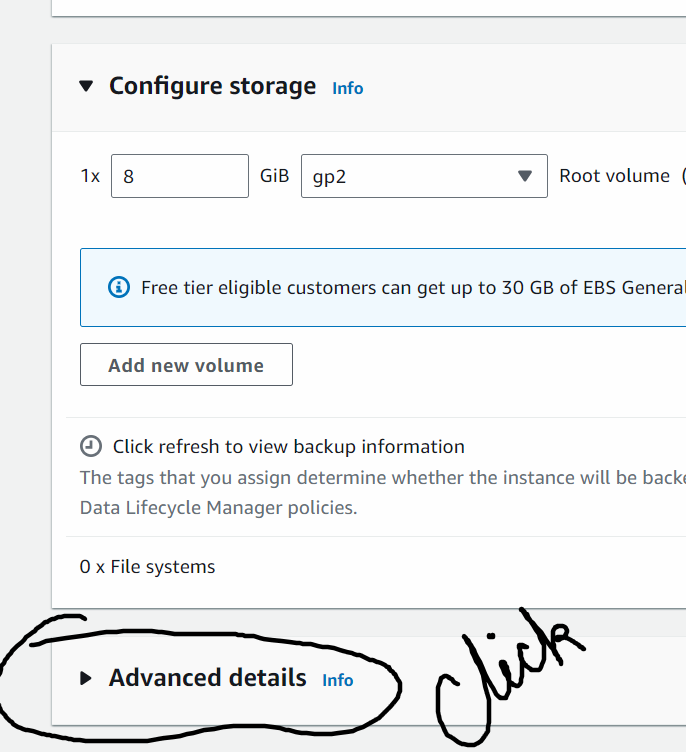 Configure storage Info
1x 8 GiB gp2 Root volume (
Free tier eligible customers can get up to 30 GB of EBS General
Add new volume
Click refresh to view backup information
The tags that you assign determine whether the instance will be backe
Data Lifecycle Manager policies.
0 x File systems
Advanced details Info
Click